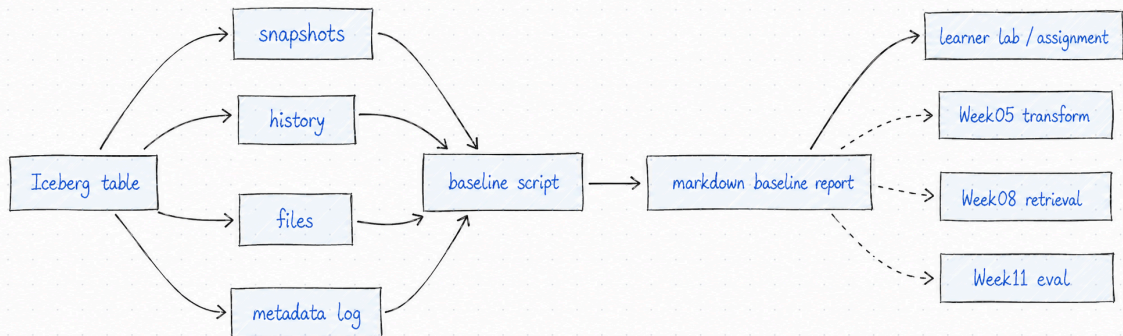 snapshots
history
Iceberg table
files
metadata log
baseline script
markdown baseline report
learner lab / assignment
Week05 transform
Week08 retrieval
Week11 eval